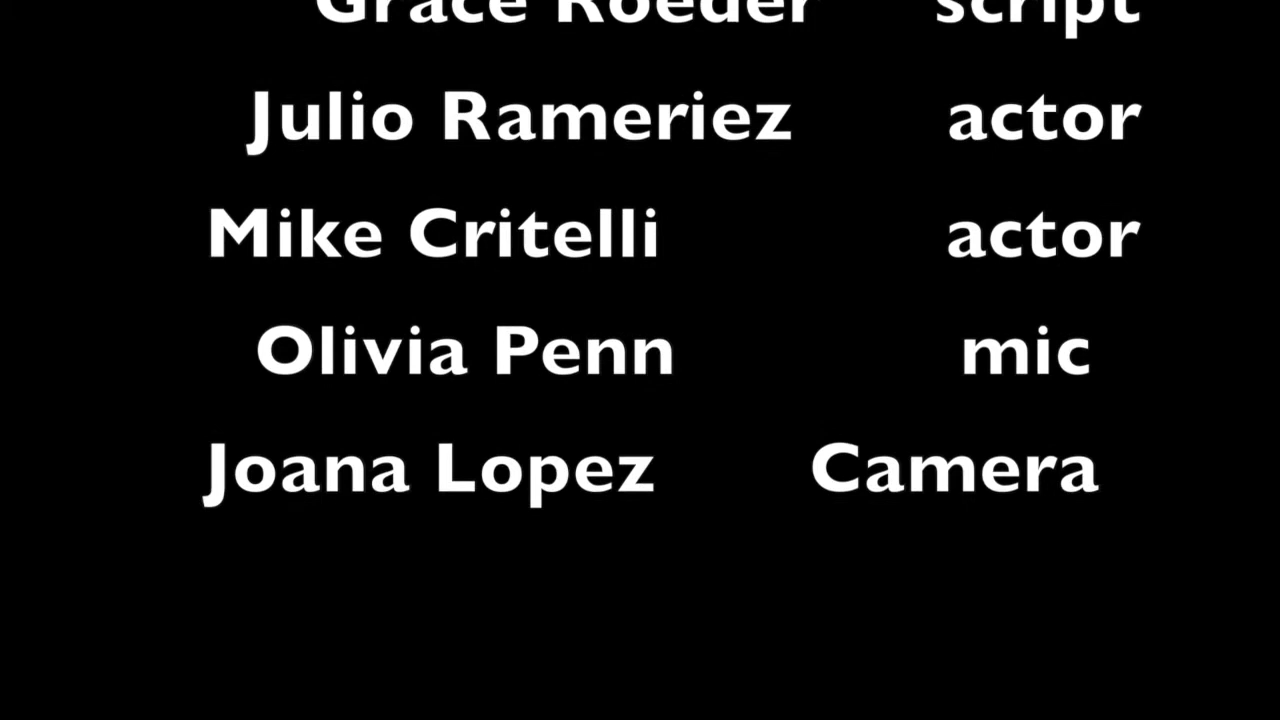 Grace Roeder script
Julio Rameriez actor
Mike Critelli actor
Olivia Penn mic
Joana Lopez Camera